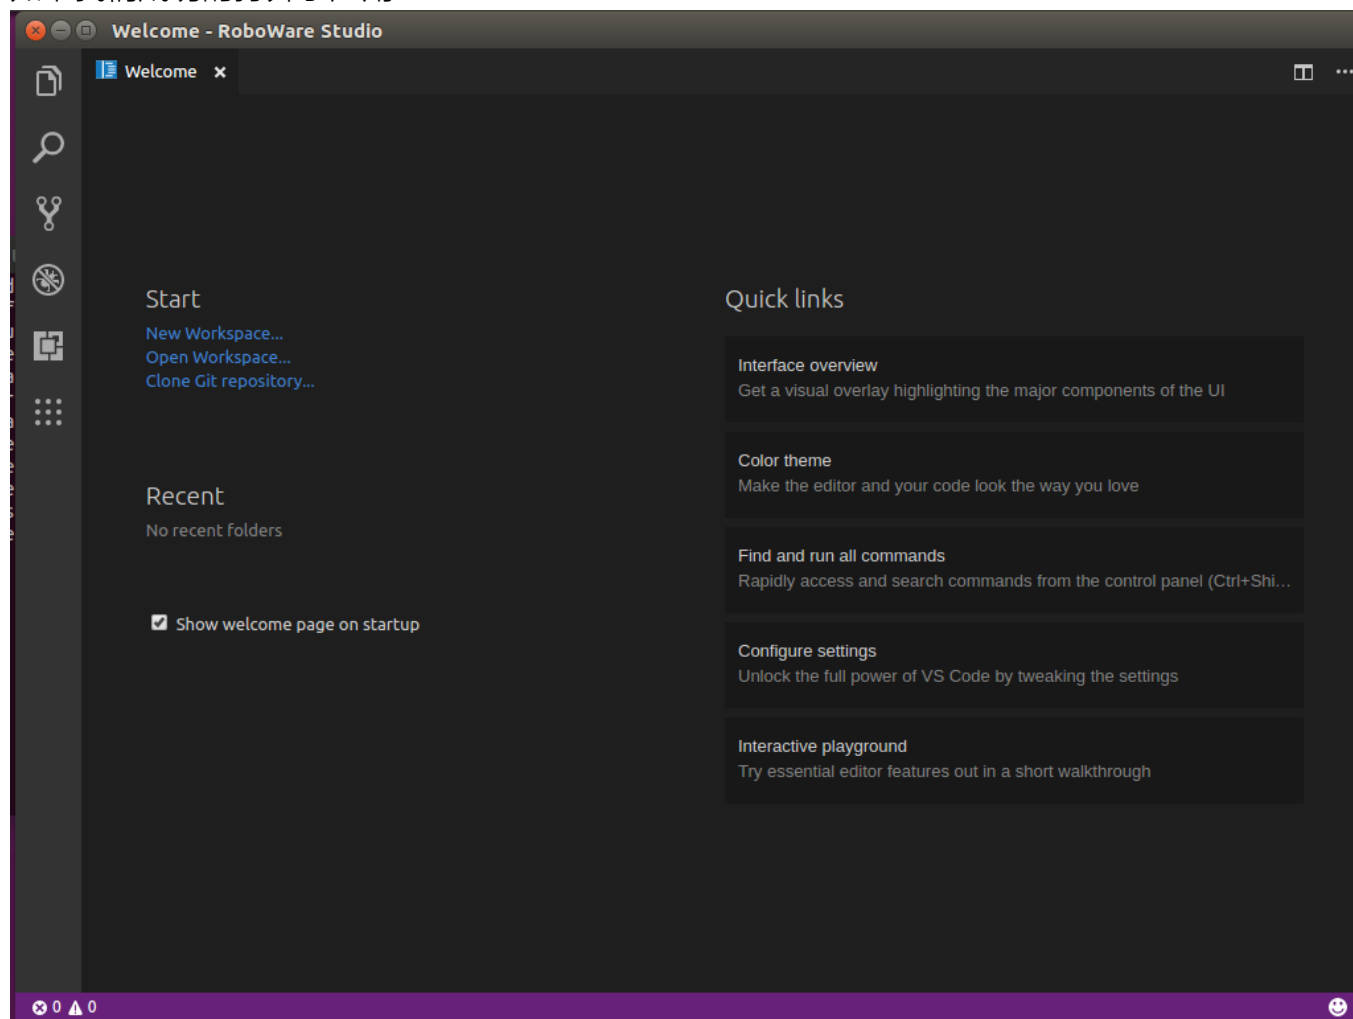 Welcome - RoboWare Studio
Welcome
Start
New Workspace...
Open Workspace...
Clone Git repository...
Recent
No recent folders
Show welcome page on startup
Quick links
Interface overview
Get a visual overlay highlighting the major components of the UI
Color theme
Make the editor and your code look the way you love
Find and run all commands
Rapidly access and search commands from the control panel (Ctrl+Shi...
Configure settings
Unlock the full power of VS Code by tweaking the settings
Interactive playground
Try essential editor features out in a short walkthrough
0 0